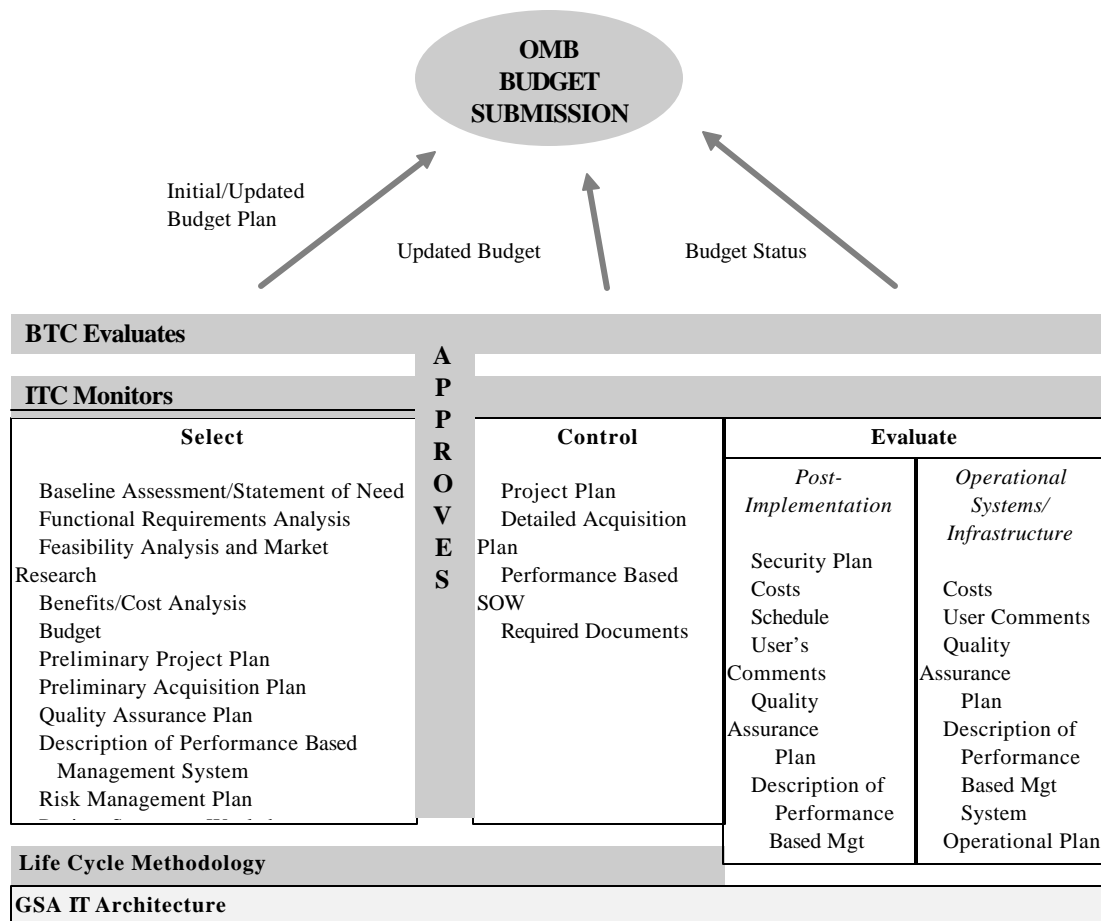 OMB
BUDGET
SUBMISSION
Initial/Updated
Budget Plan
Updated Budget
Budget Status
BTC Evaluates
ITC Monitors
A
P
P
R
O
V
E
S
Select
Baseline Assessment/Statement of Need
Functional Requirements Analysis
Feasibility Analysis and Market
Research
Benefits/Cost Analysis
Budget
Preliminary Project Plan
Preliminary Acquisition Plan
Quality Assurance Plan
Description of Performance Based
Management System
Risk Management Plan
Control
Project Plan
Detailed Acquisition
Plan
Performance Based
SOW
Required Documents
Evaluate
Post-
Implementation
Security Plan
Costs
Schedule
User's
Comments
Quality
Assurance
Plan
Description of
Performance
Based Mgt
Operational
Systems/
Infrastructure
Costs
User Comments
Quality
Assurance
Plan
Description of
Performance
Based Mgt
System
Operational Plan
Life Cycle Methodology
GSA IT Architecture